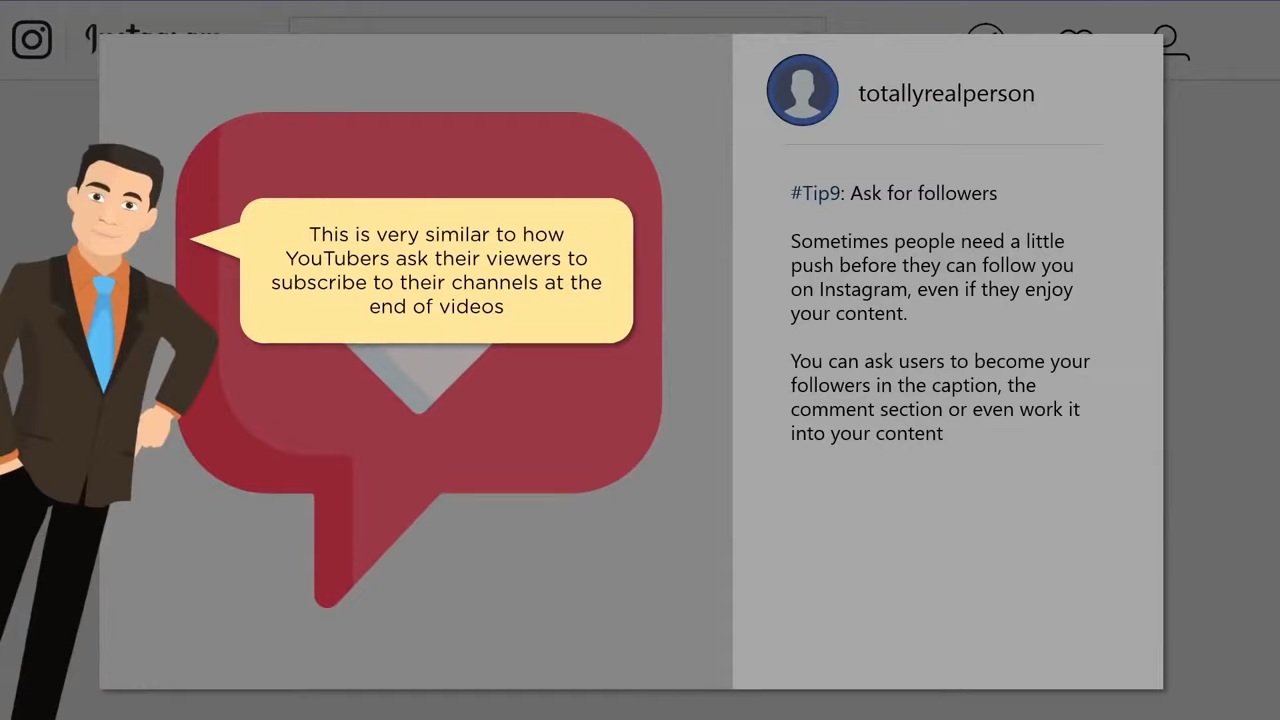 Instagram
totallyrealperson
#Tip9: Ask for followers
Sometimes people need a little
push before they can follow you
on Instagram, even if they enjoy
your content.
You can ask users to become your
followers in the caption, the
comment section or even work it
into your content
This is very similar to how
YouTubers ask their viewers to
subscribe to their channels at the
end of videos